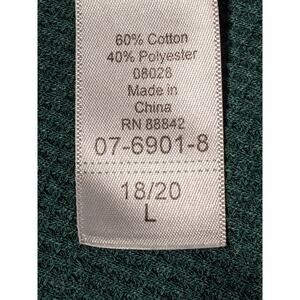 60% Cotton
40% Polyester
08028
Made in
China
RN 88842
07-6901-8
18/20
L